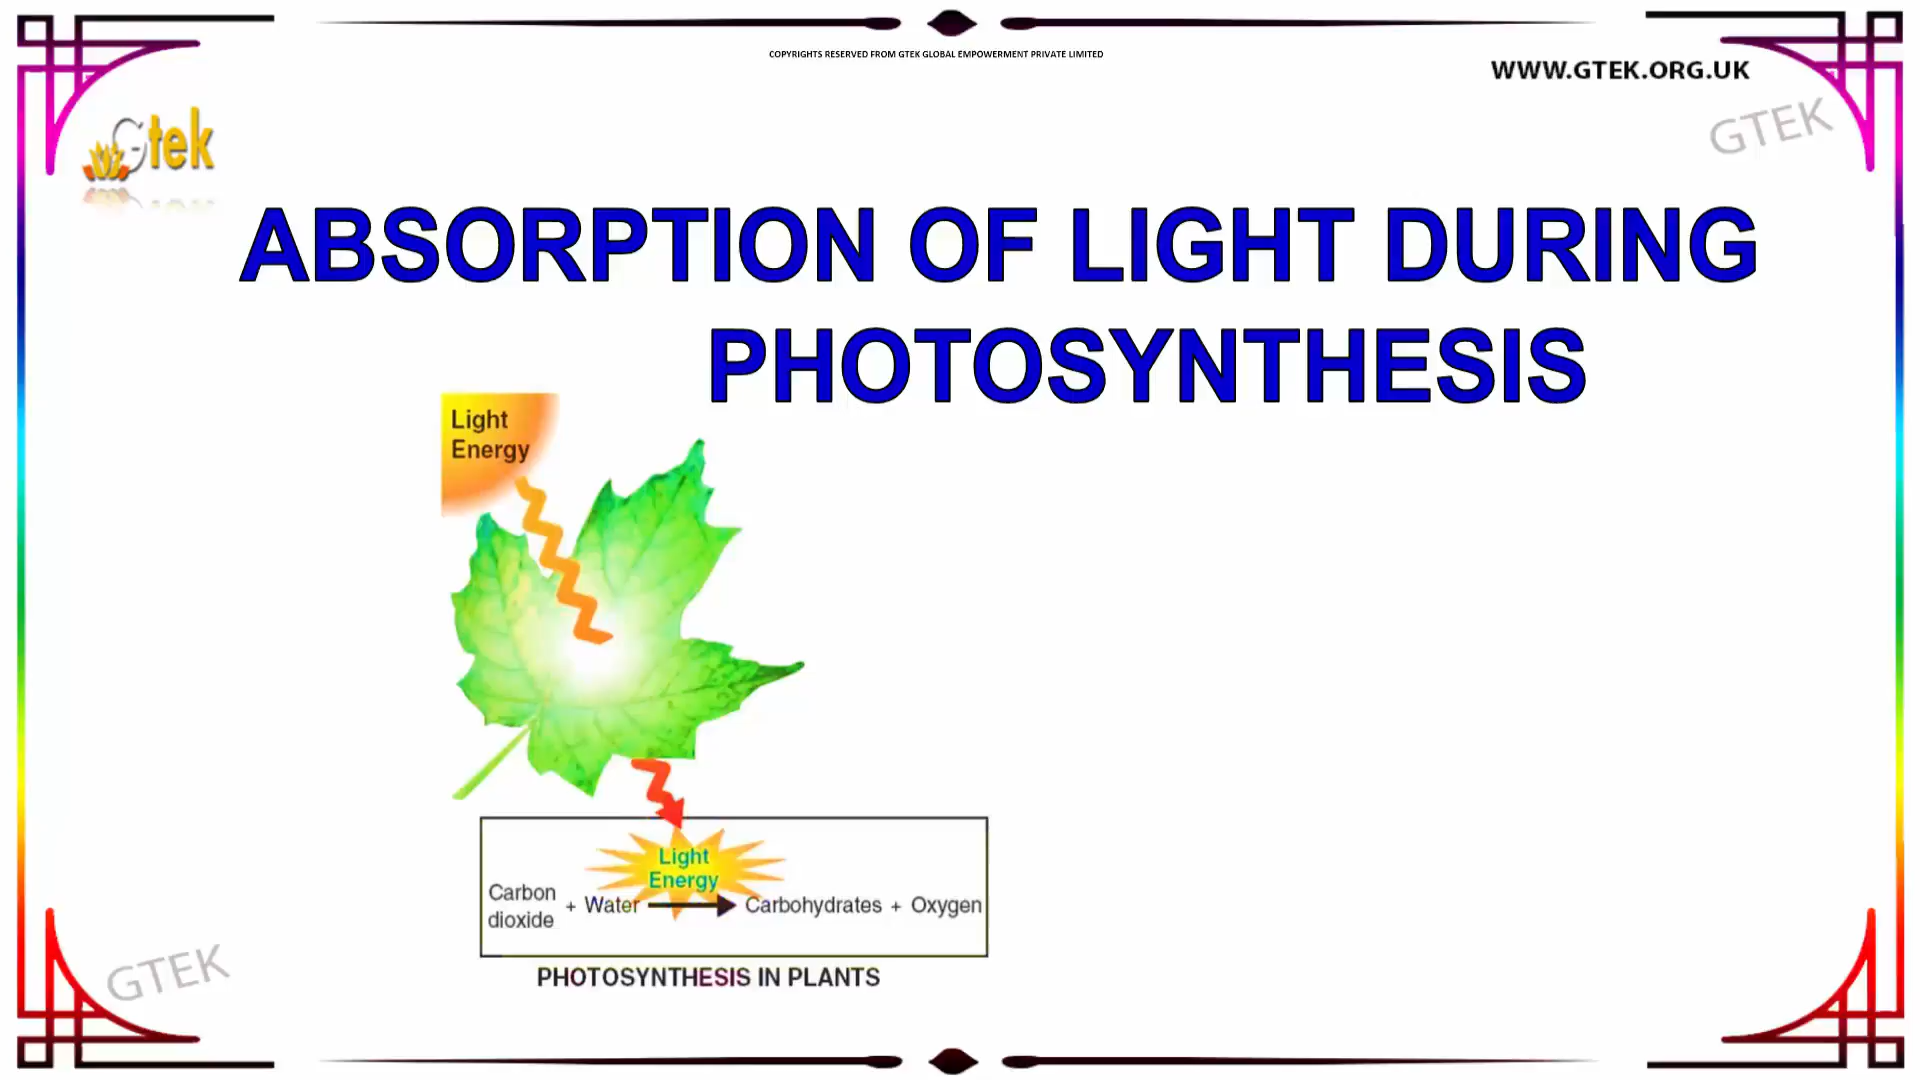 COPYRIGHTS RESERVED FROM GTEK GLOBAL EMPOWERMENT PRIVATE LIMITED
WWW.GTEK.ORG.UK
GTEK
Gtek
ABSORPTION OF LIGHT DURING
PHOTOSYNTHESIS
Light
Energy
Light
Energy
Carbon
dioxide
+ Water
Carbohydrates + Oxygen
PHOTOSYNTHESIS IN PLANTS
GTEK